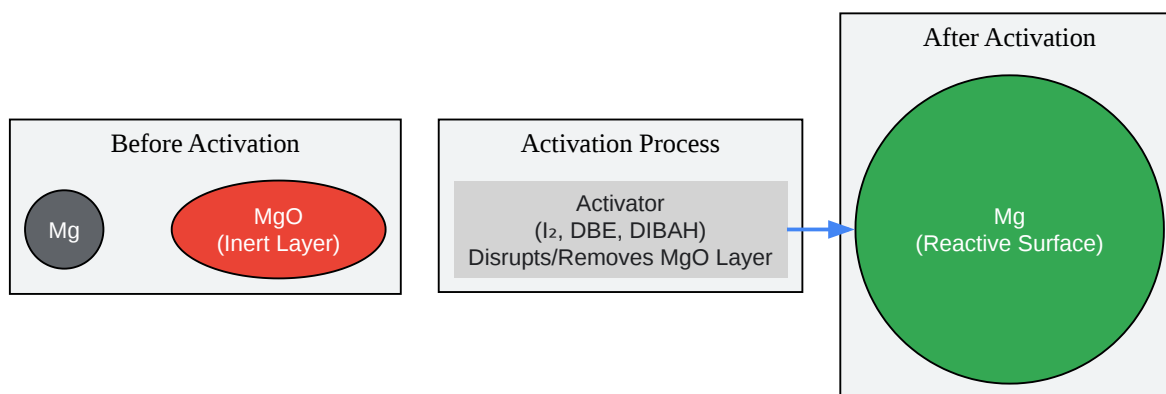 Before Activation
Mg
MgO
(Inert Layer)
Activation Process
Activator
(I₂, DBE, DIBAH)
Disrupts/Removes MgO Layer
After Activation
Mg
(Reactive Surface)